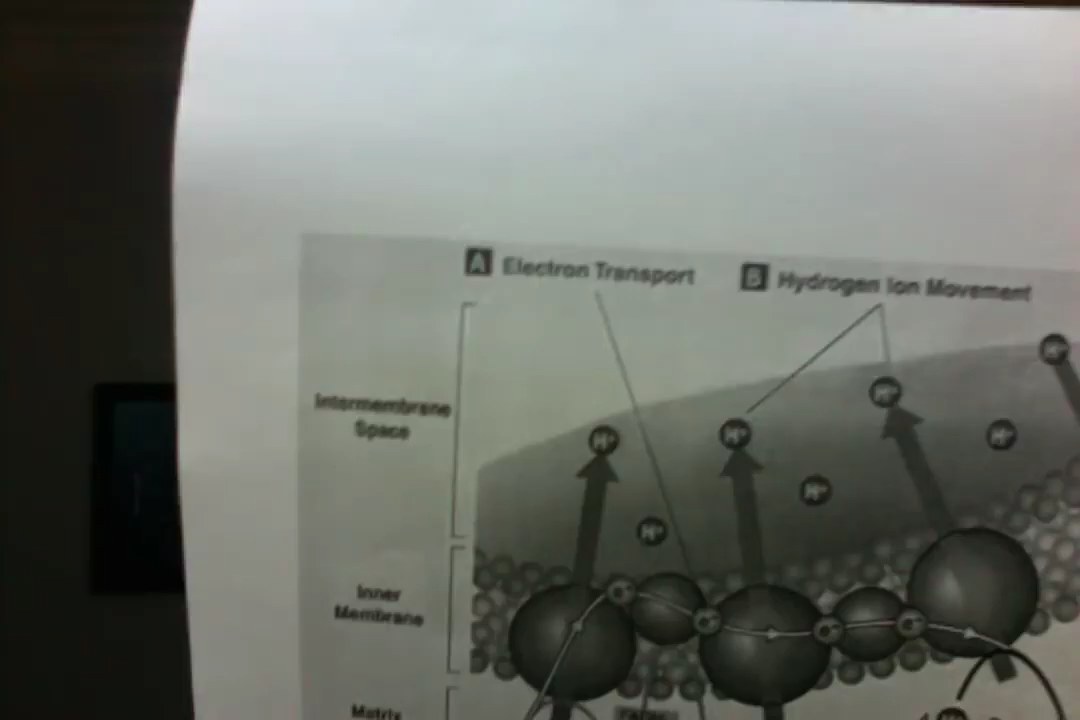 A Electron Transport
B Hydrogen Ion Movement
Intermembrane
Space
H+
H+
H+
H+
H+
H+
H+
Inner
Membrane
e-
e-
e-
e-
Matrix